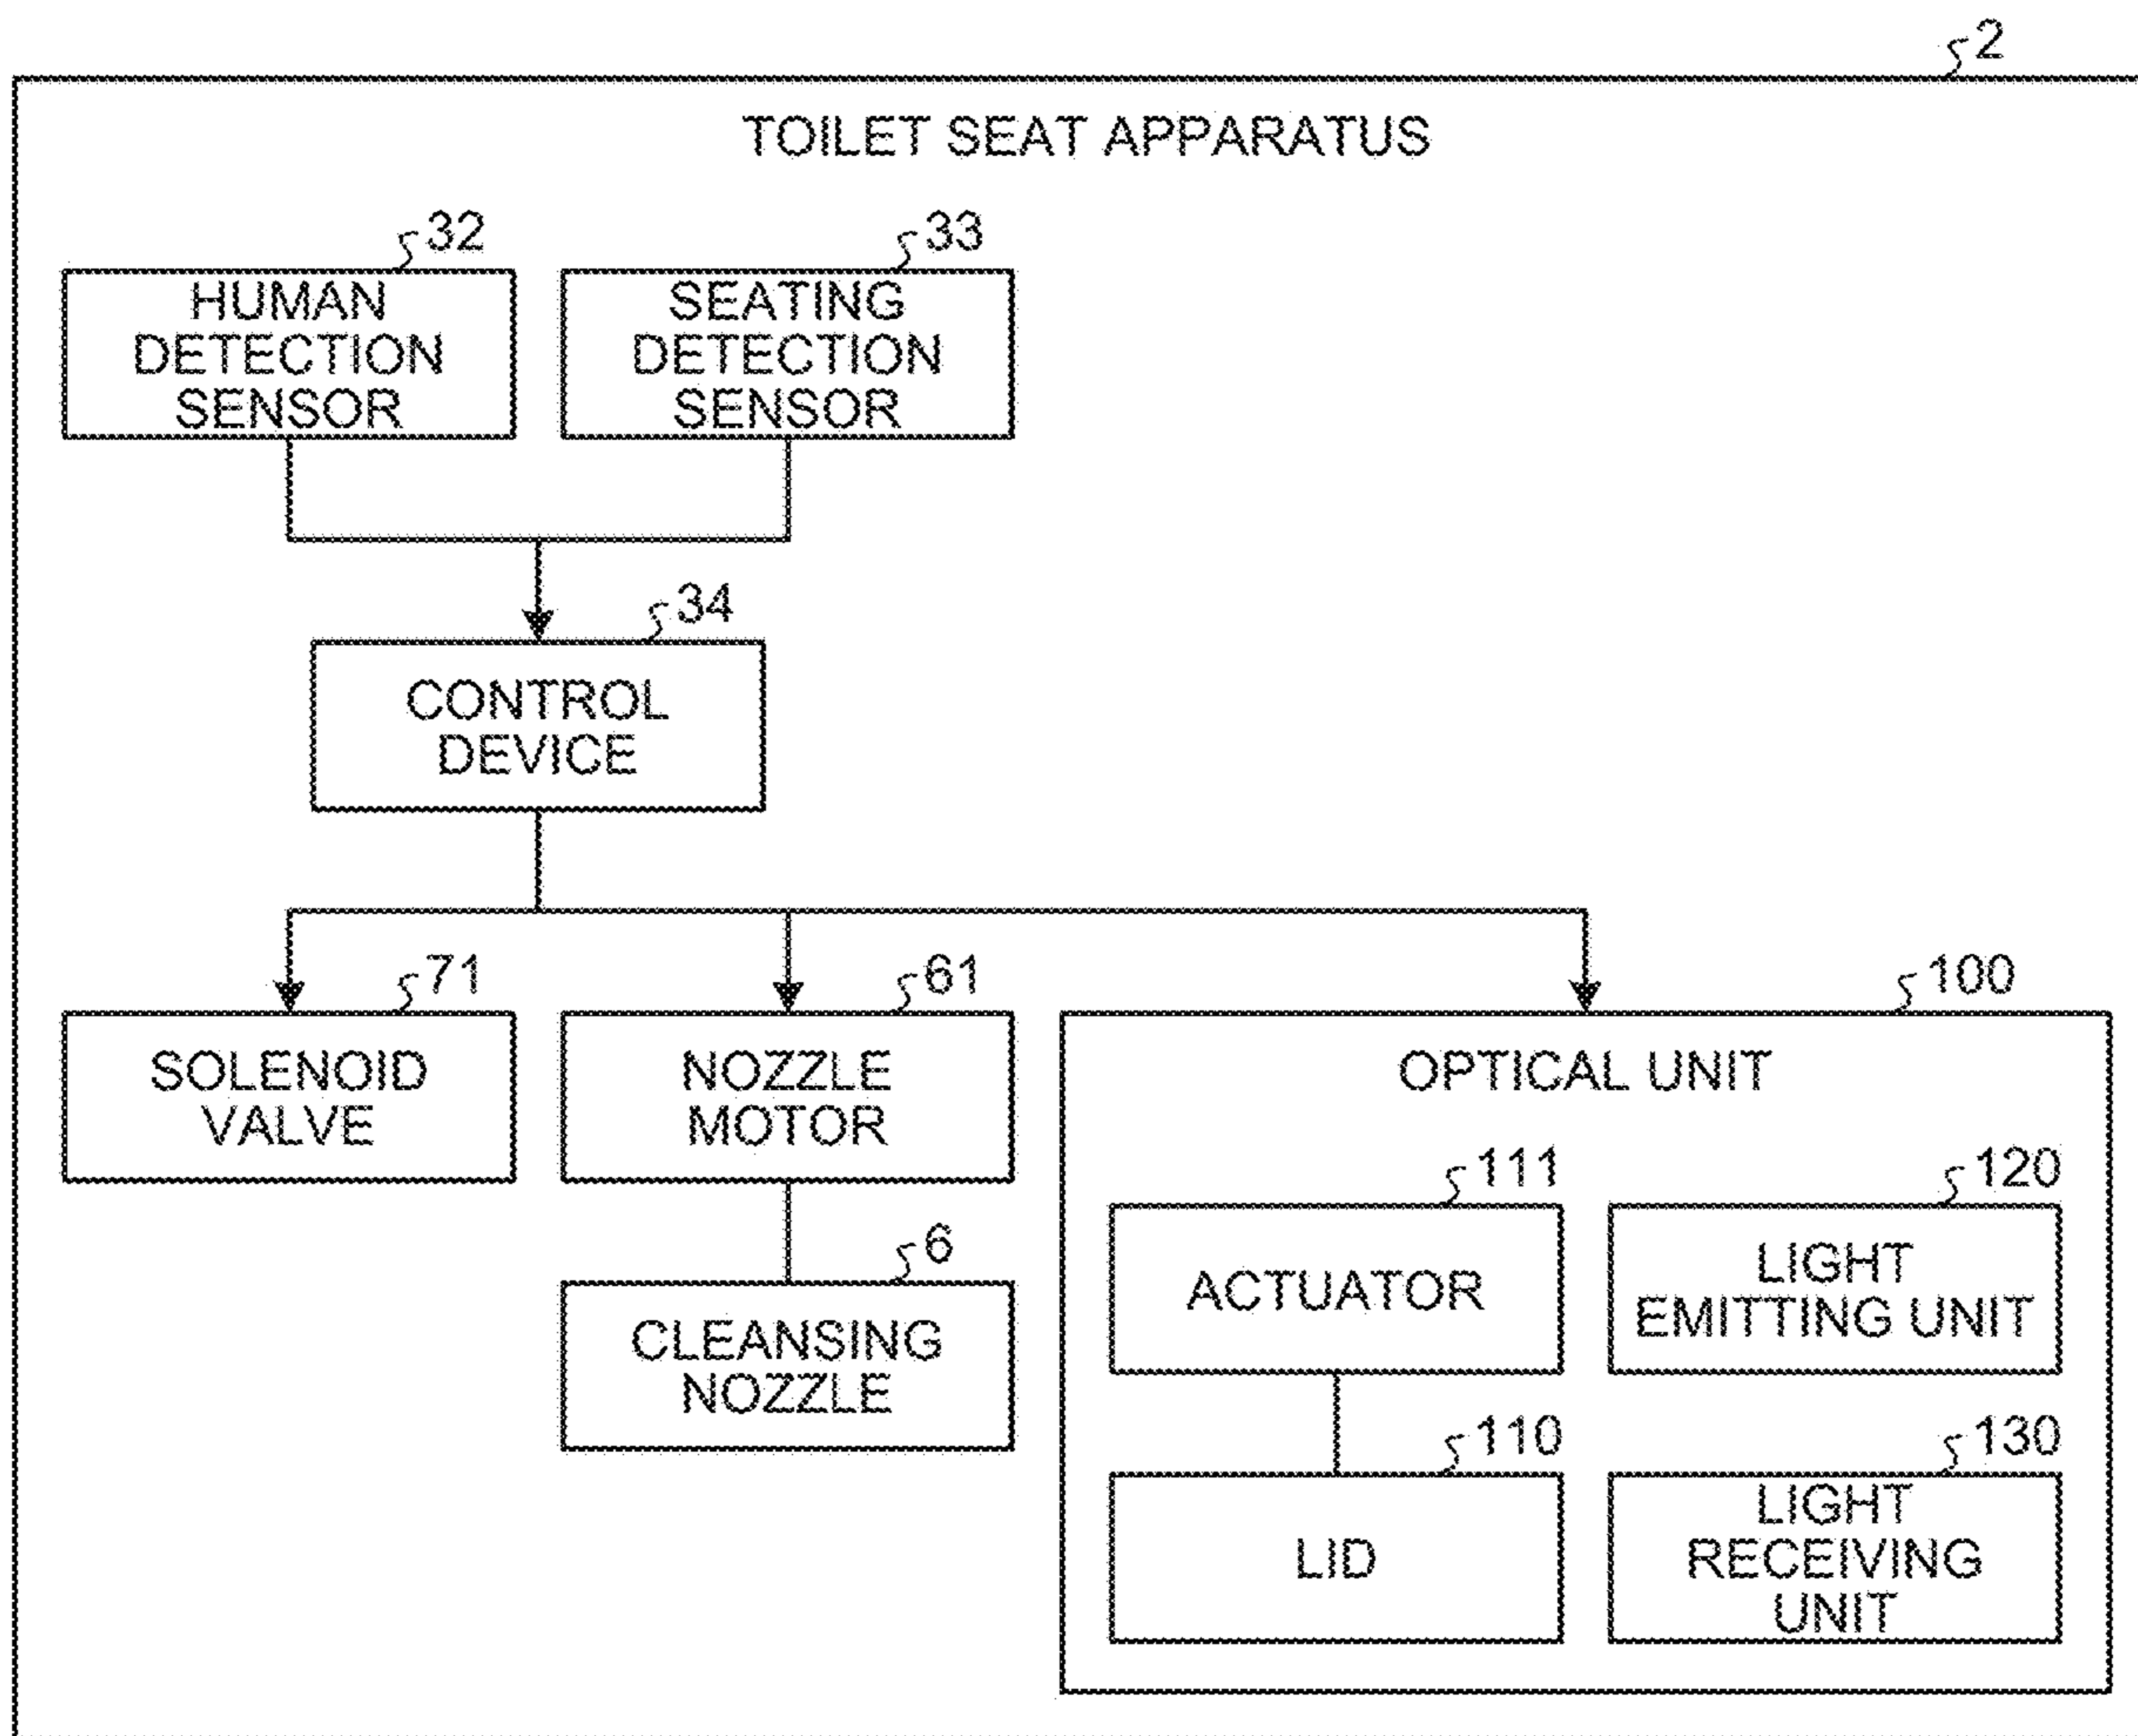 2
TOILET SEAT APPARATUS
32
33
HUMAN
DETECTION
SENSOR
SEATING
DETECTION
SENSOR
34
CONTROL
DEVICE
71
61
100
SOLENOID
VALVE
NOZZLE
MOTOR
OPTICAL UNIT
111
120
6
ACTUATOR
LIGHT
EMITTING UNIT
CLEANSING
NOZZLE
110
130
LID
LIGHT
RECEIVING
UNIT